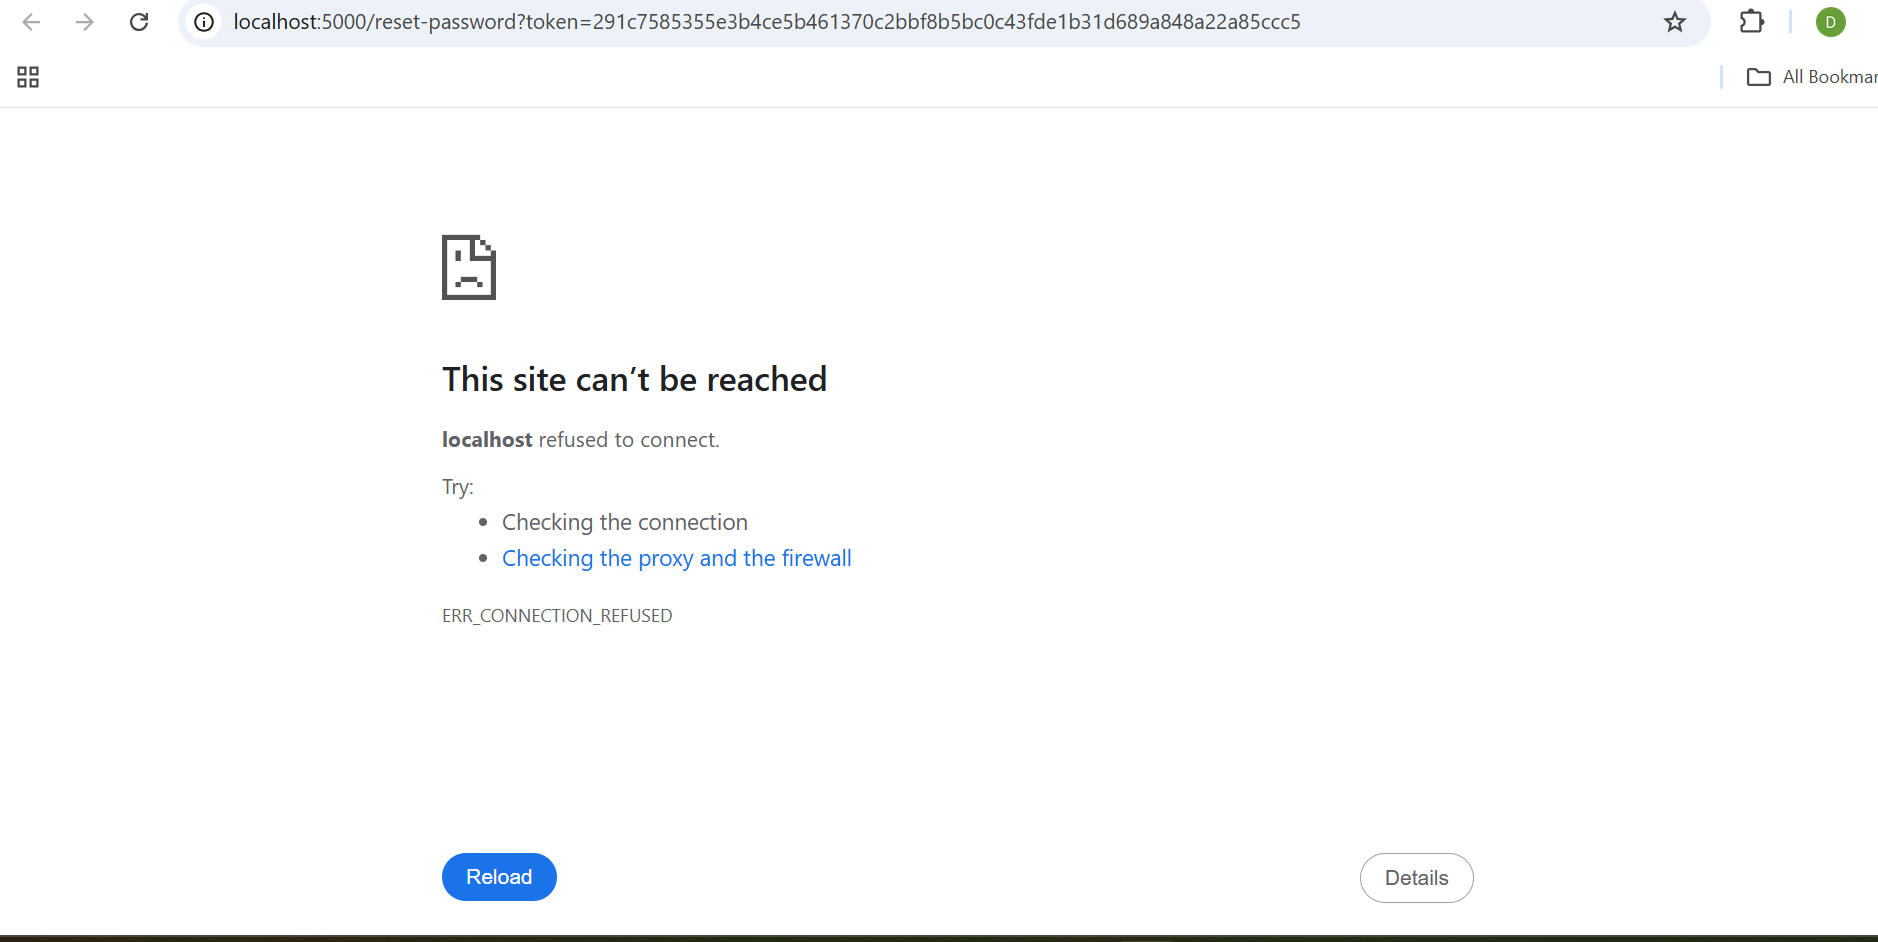 localhost:5000/reset-password?token=291c7585355e3b4ce5b461370c2bbf8b5bc0c43fde1b31d689a848a22a85ccc5
D
All Bookmar
This site can’t be reached
localhost refused to connect.
Try:
Checking the connection
Checking the proxy and the firewall
ERR_CONNECTION_REFUSED
Reload
Details